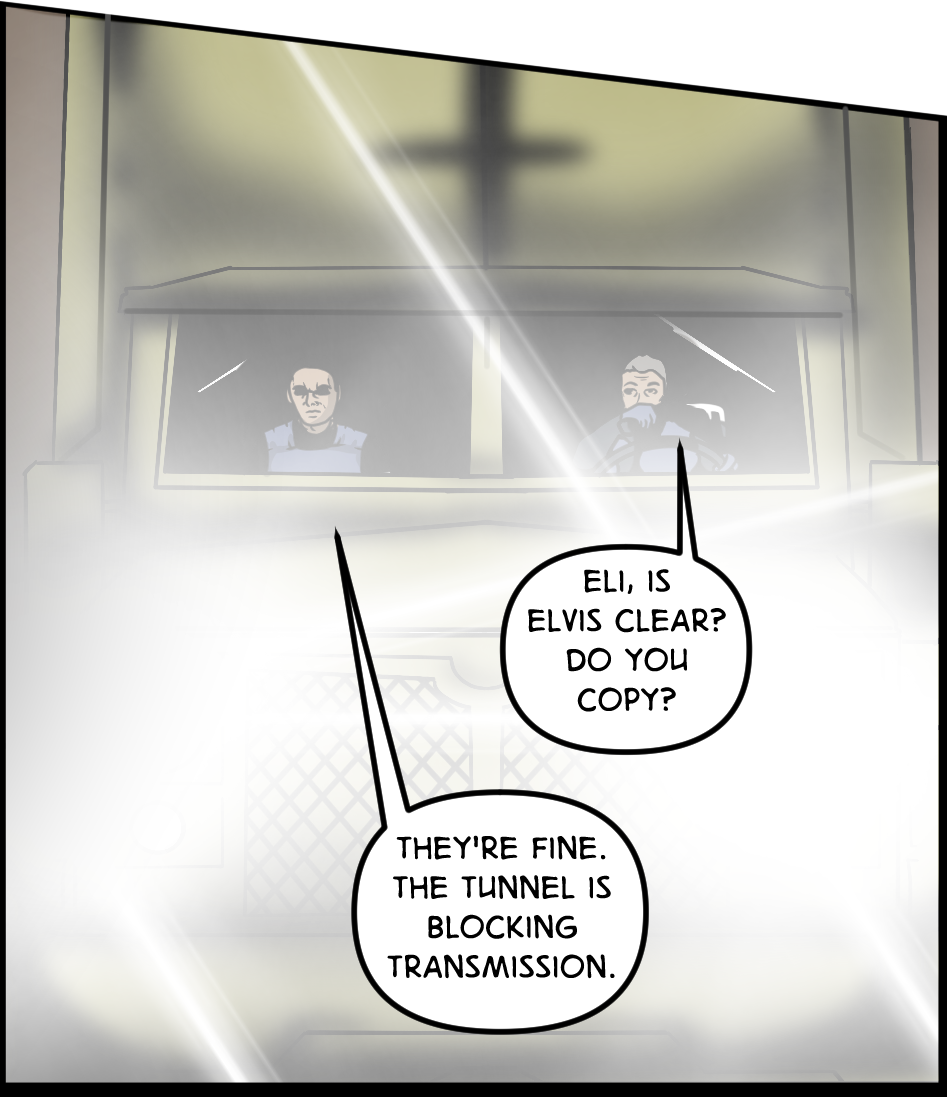 ELI, IS
ELVIS CLEAR?
DO YOU
COPY?
THEY'RE FINE.
THE TUNNEL IS
BLOCKING
TRANSMISSION.